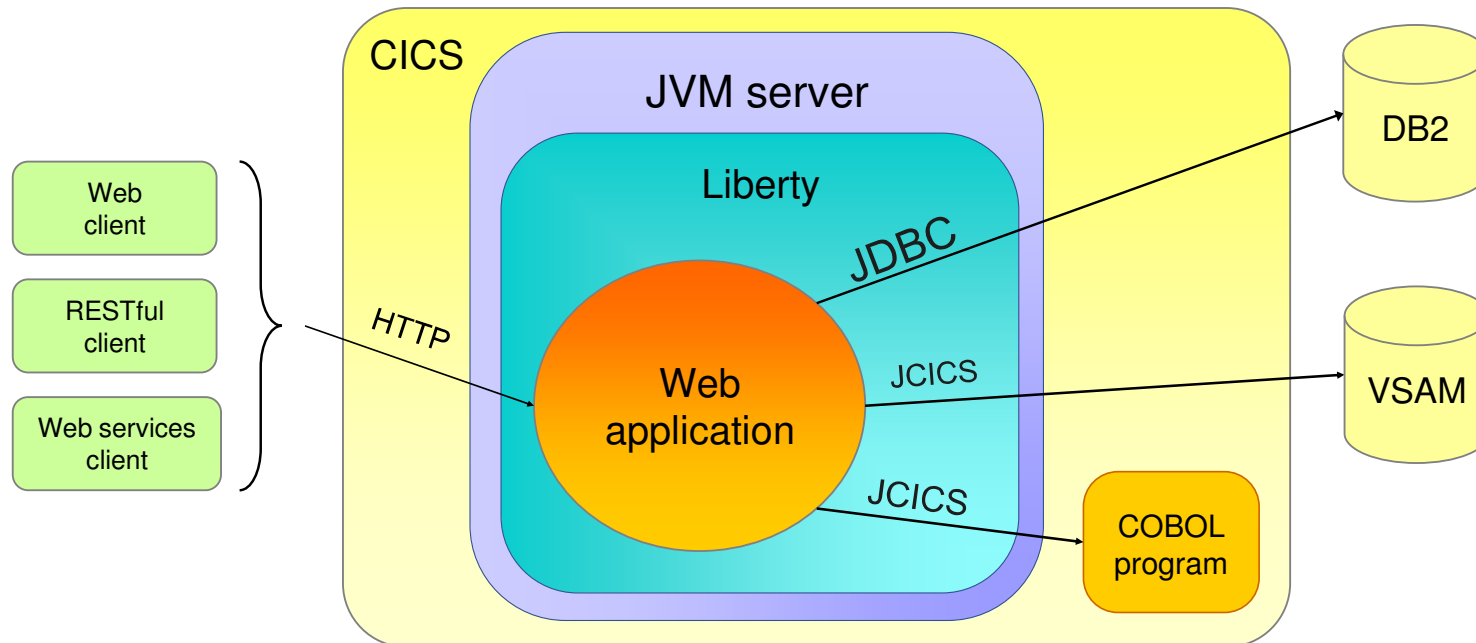 CICS
JVM server
Liberty
Web
client
RESTful
client
Web services
client
HTTP
Web
application
JDBC
JCICS
JCICS
DB2
VSAM
COBOL
program